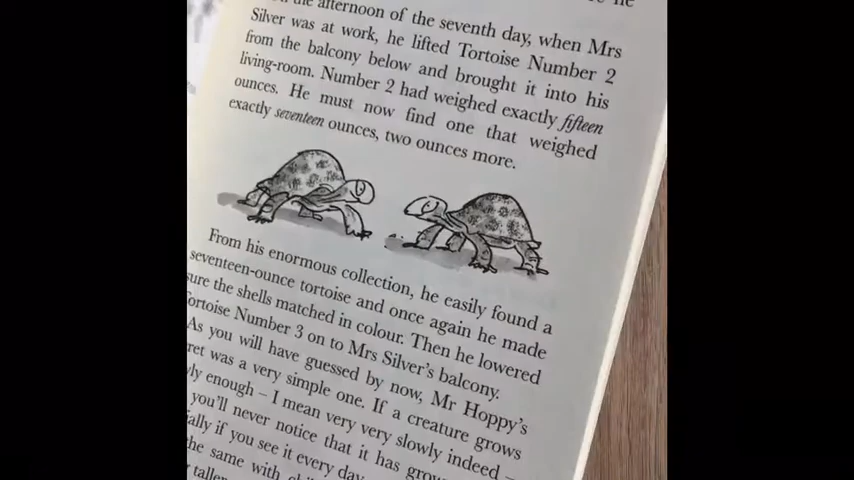 afternoon of the seventh day, when Mrs
Silver was at work, he lifted Tortoise Number 2
from the balcony below and brought it into his
living-room. Number 2 had weighed exactly fifteen
ounces. He must now find one that weighed
exactly seventeen ounces, two ounces more.
From his enormous collection, he easily found a
seventeen-ounce tortoise and once again he made
sure the shells matched in colour. Then he lowered
Tortoise Number 3 on to Mrs Silver's balcony.
As you will have guessed by now, Mr Hoppy's
ret was a very simple one. If a creature grows
ly enough – I mean very very slowly indeed –
you'll never notice that it has grow
ially if you see it every day
he same with
taller